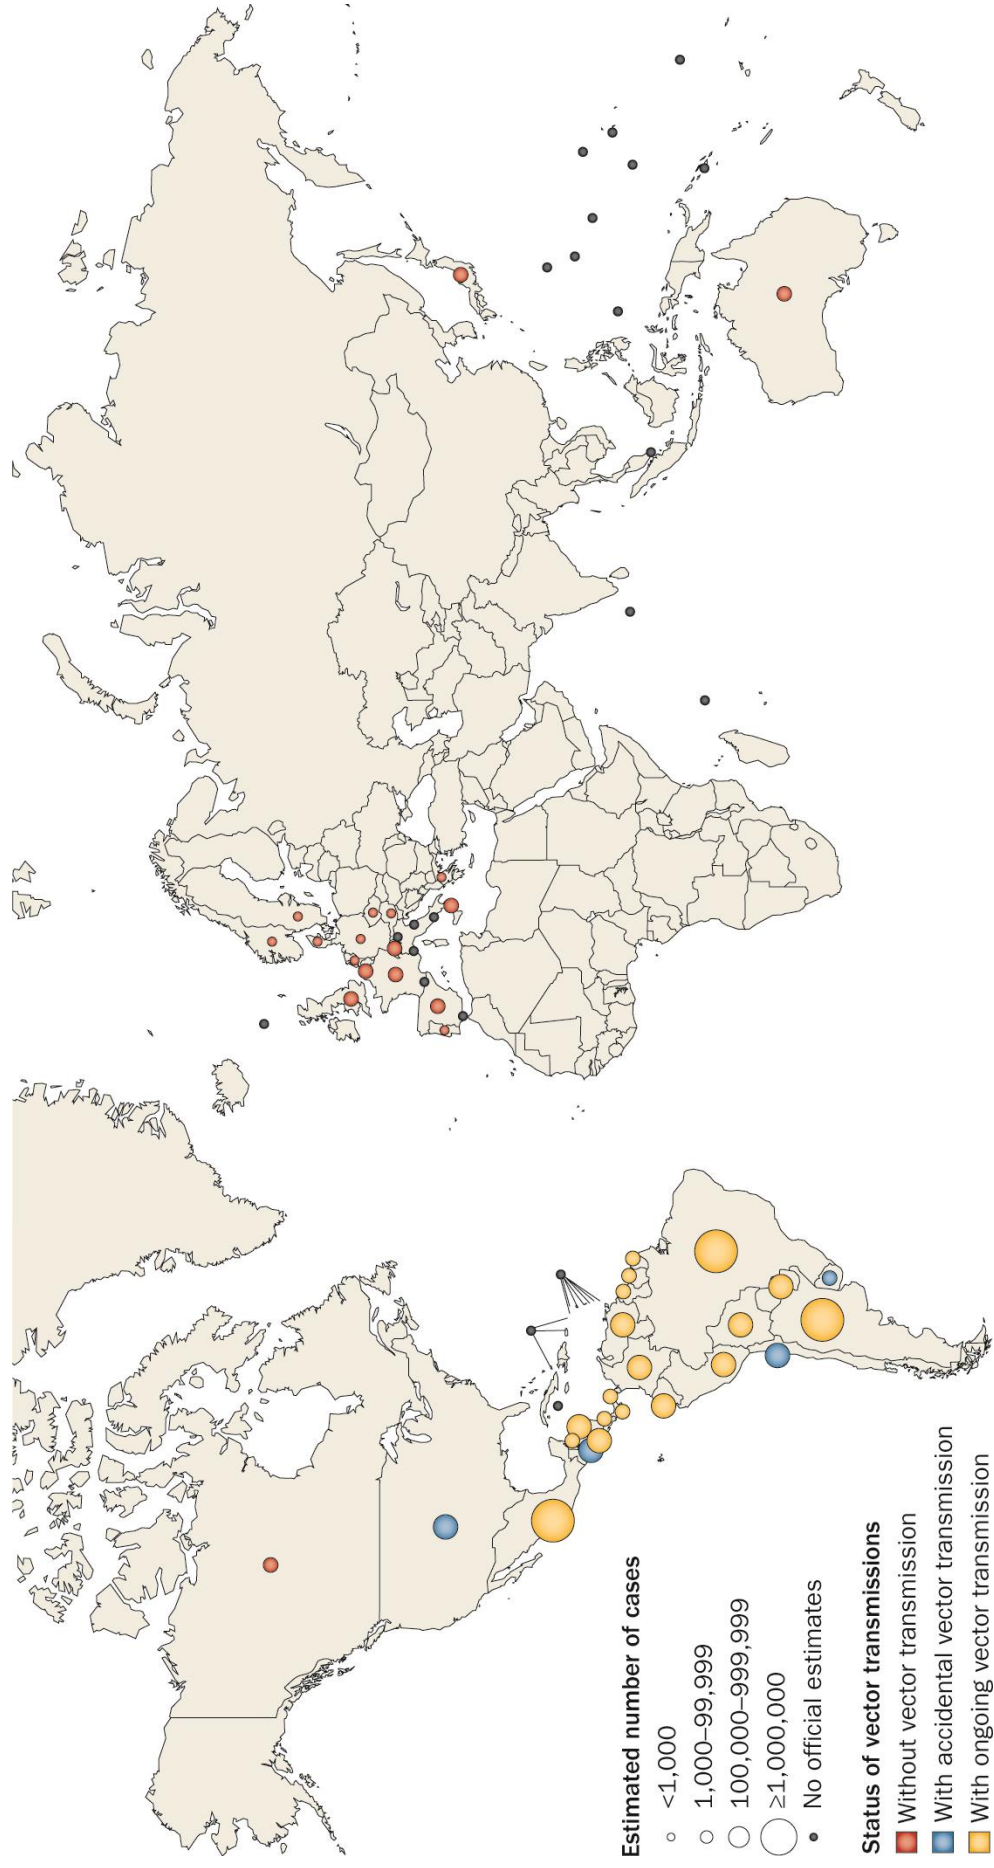 Estimated number of cases
<1,000
1,000–99,999
100,000–999,999
≥1,000,000
No official estimates
Status of vector transmissions
Without vector transmission
With accidental vector transmission
With ongoing vector transmission